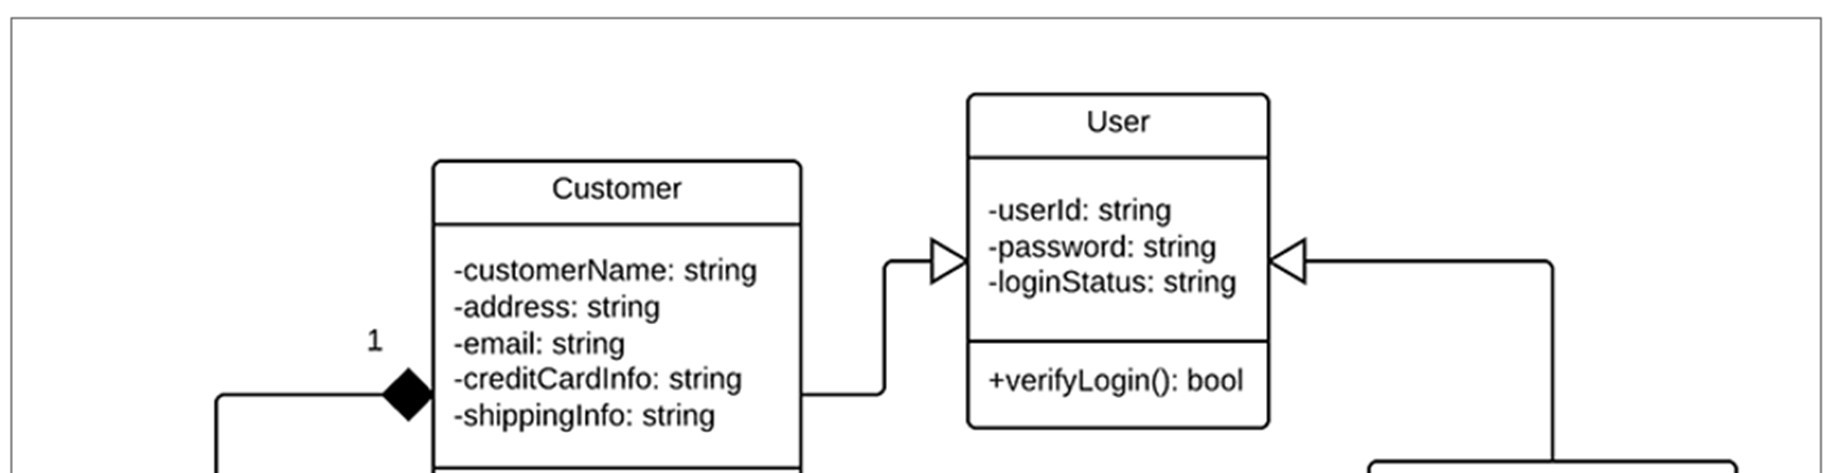 User
-userId: string
-password: string
-loginStatus: string
+verifyLogin(): bool
Customer
-customerName: string
-address: string
-email: string
-creditCardInfo: string
-shippingInfo: string
1